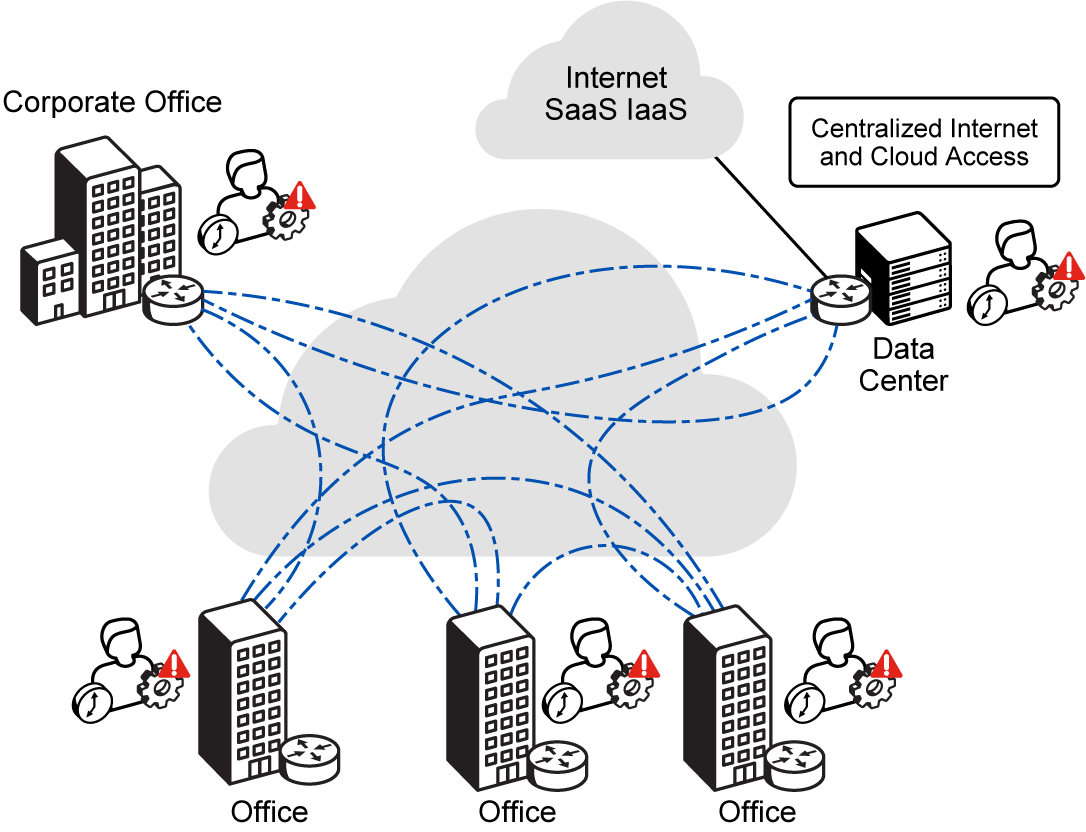 Corporate Office
Internet
SaaS IaaS
Centralized Internet
and Cloud Access
Data
Center
Office
Office
Office